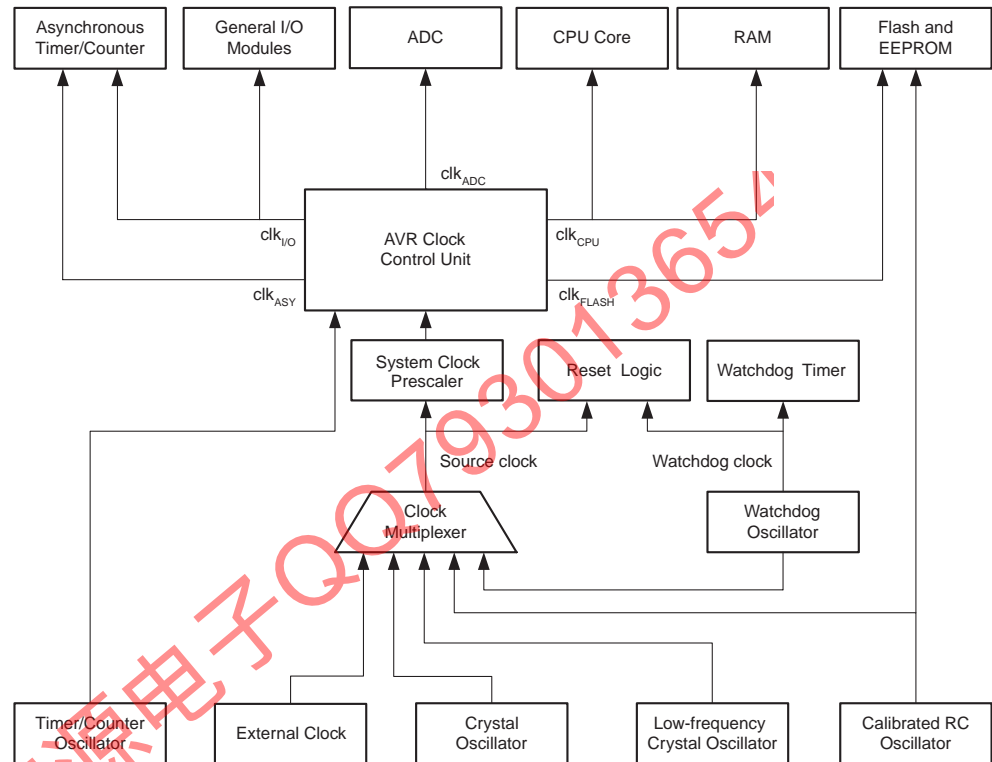 Asynchronous
Timer/Counter
General I/O
Modules
ADC
CPU Core
RAM
Flash and
EEPROM
clkADC
clkI/O
AVR Clock
Control Unit
clkCPU
clkASY
clkFLASH
System Clock
Prescaler
Reset Logic
Watchdog Timer
Source clock
Watchdog clock
Clock
Multiplexer
Watchdog
Oscillator
Timer/Counter
Oscillator
External Clock
Crystal
Oscillator
Low-frequency
Crystal Oscillator
Calibrated RC
Oscillator
源电子QQ793013654